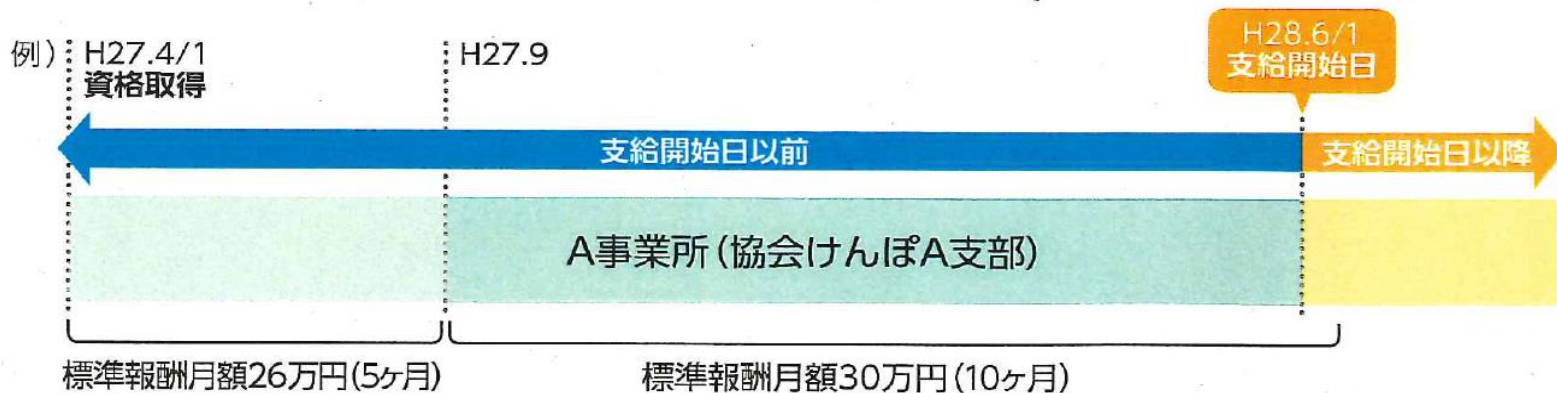 例）H27.4/1
資格取得
H27.9
H28.6/1
支給開始日
支給開始日以前
支給開始日以降
A事業所（協会けんぽA支部）
標準報酬月額26万円（5ヶ月）
標準報酬月額30万円（10ヶ月）